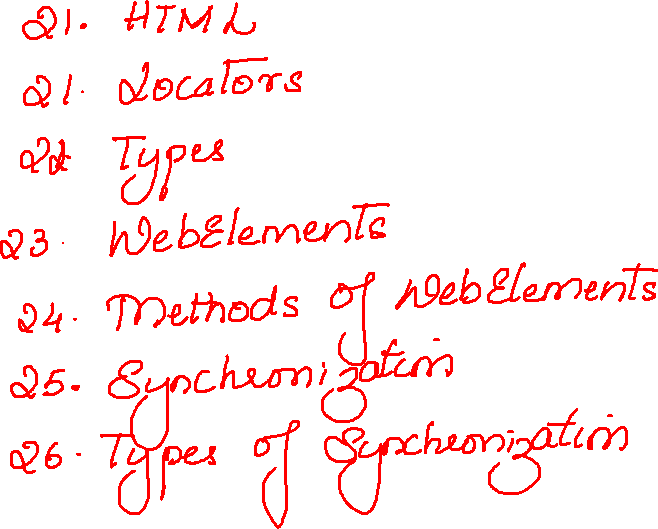 21. HTML
21. Locators
22 Types
23. WebElements
24. Methods of WebElements
25. Synchronization
26. Types of Synchronization